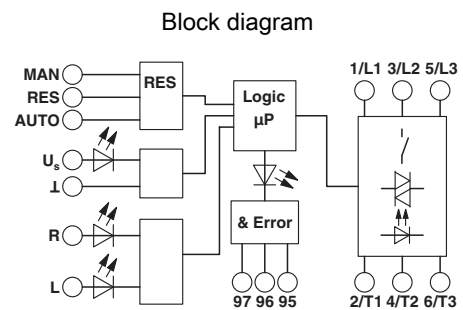 Block diagram
MAN
RES
AUTO
RES
Us
⊥
R
L
Logic
µP
& Error
97 96 95
1/L1 3/L2 5/L3
2/T1 4/T2 6/T3